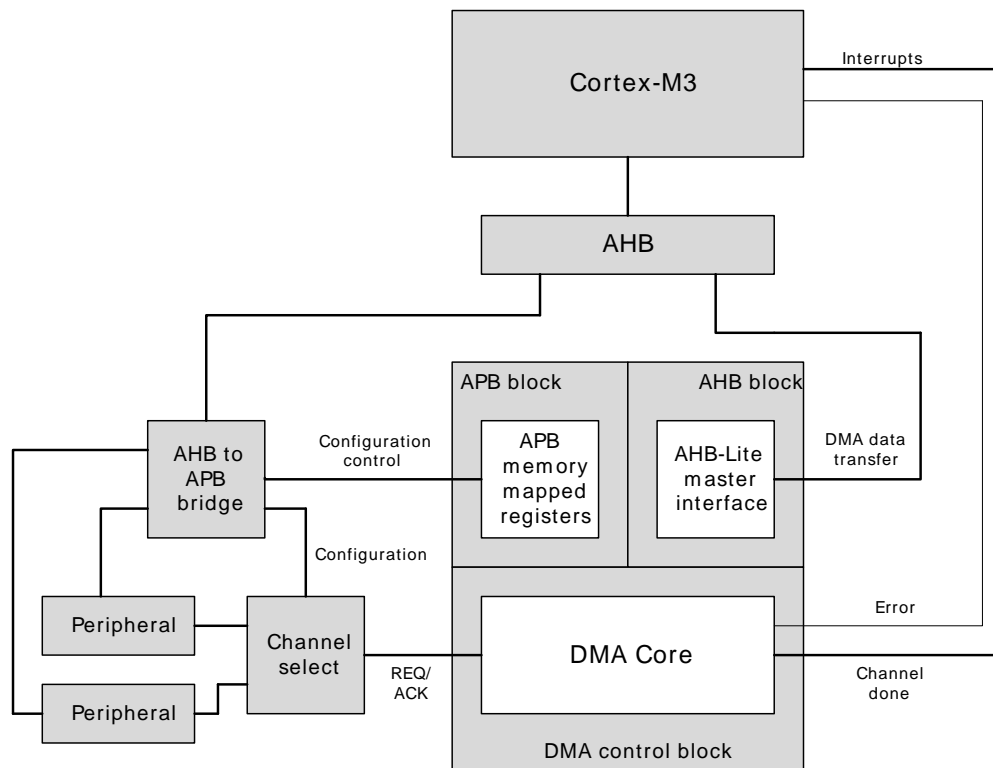 Interrupts
Cortex-M3
AHB
APB block
AHB block
AHB to
APB
bridge
Configuration
control
APB
memory
mapped
registers
AHB-Lite
master
interface
DMA data
transfer
Configuration
Peripheral
Channel
select
Peripheral
REQ/
ACK
DMA Core
Error
Channel
done
DMA control block